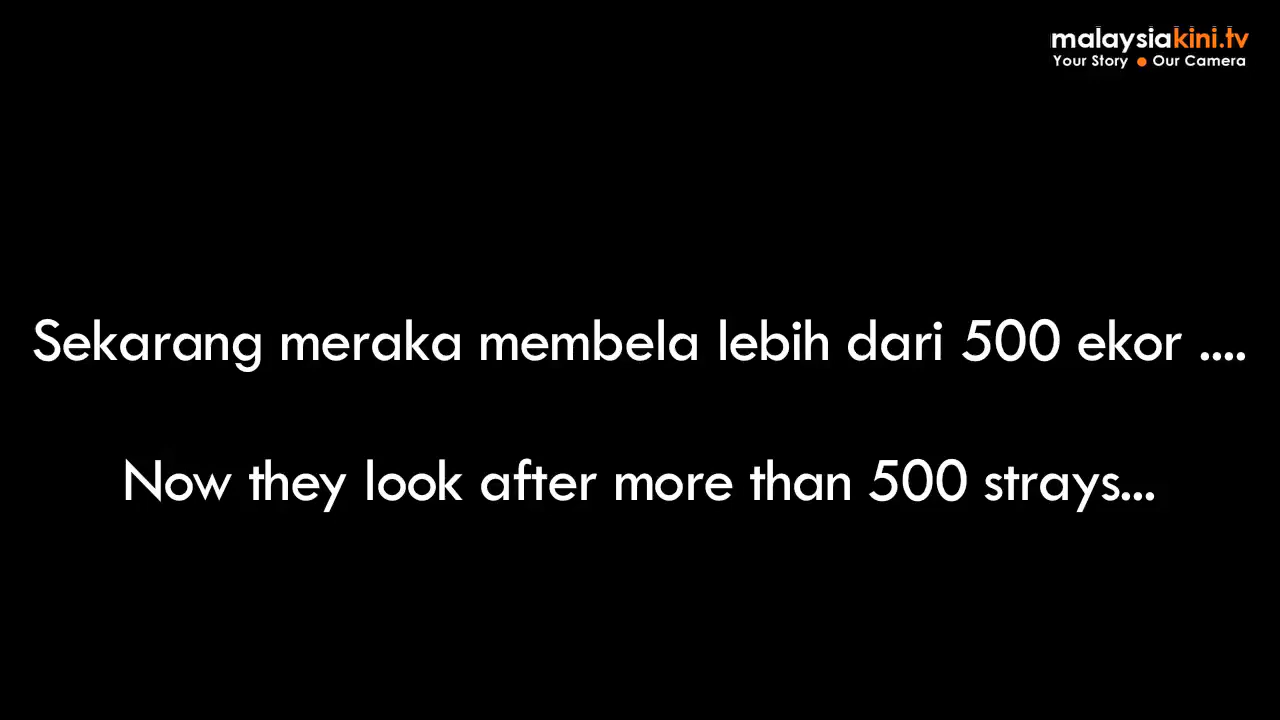 malaysiakini.tv
Your Story • Our Camera
Sekarang meraka membela lebih dari 500 ekor ....
Now they look after more than 500 strays...